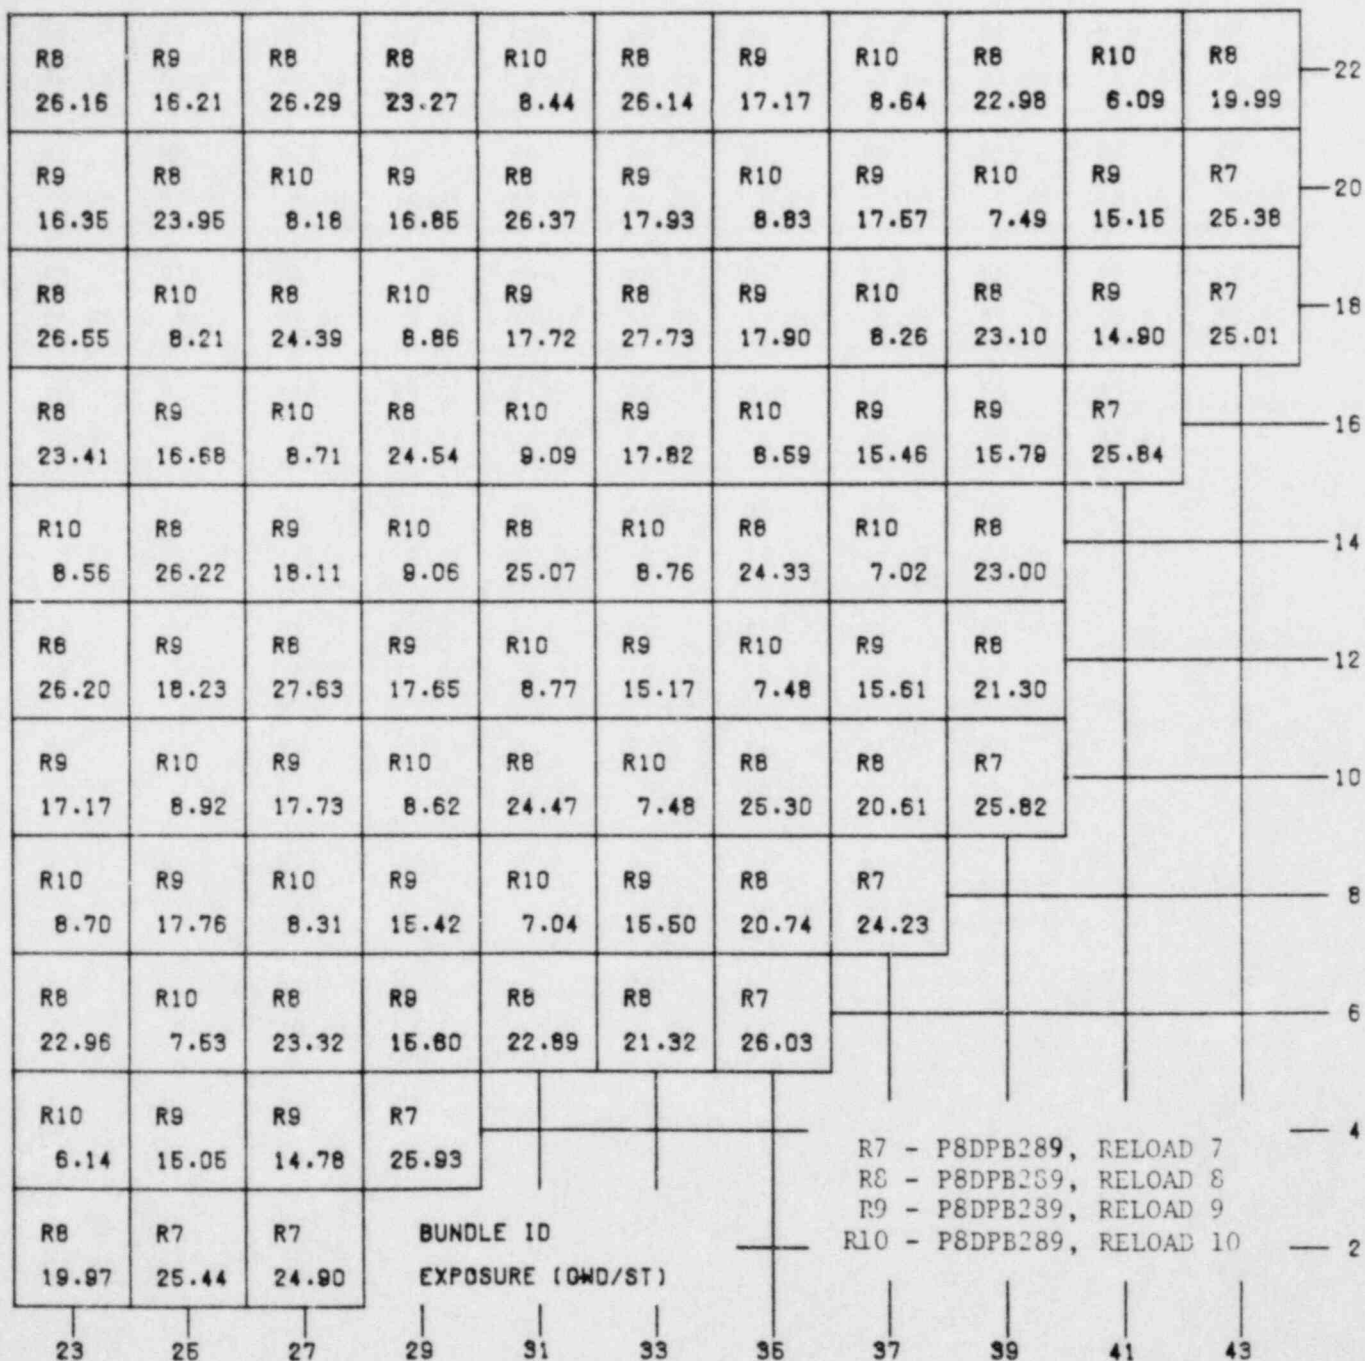 R8 R9 R8 R8 R10 R8 R9 R10 R8 R10 R8
26.16 16.21 26.29 23.27 8.44 26.14 17.17 8.64 22.98 6.09 19.99 22
R9 R8 R10 R9 R8 R9 R10 R9 R10 R9 R7
16.35 23.95 8.18 16.85 26.37 17.93 8.83 17.57 7.49 15.15 25.38 20
R8 R10 R8 R10 R9 R8 R9 R10 R8 R9 R7
26.55 8.21 24.39 8.86 17.72 27.73 17.90 8.26 23.10 14.90 25.01 18
R8 R9 R10 R8 R10 R9 R10 R9 R9 R7
23.41 16.68 8.71 24.54 9.09 17.82 8.59 15.46 15.79 25.84 16
R10 R8 R9 R10 R8 R10 R8 R10 R8
8.56 26.22 18.11 9.06 25.07 8.76 24.33 7.02 23.00 14
R8 R9 R8 R9 R10 R9 R10 R9 R8
26.20 18.23 27.63 17.65 8.77 15.17 7.48 15.61 21.30 12
R9 R10 R9 R10 R8 R10 R8 R8 R7
17.17 8.92 17.73 8.62 24.47 7.48 25.30 20.61 25.82 10
R10 R9 R10 R9 R10 R9 R8 R7
8.70 17.76 8.31 15.42 7.04 15.50 20.74 24.23 8
R8 R10 R8 R9 R8 R8 R7
22.96 7.53 23.32 15.80 22.89 21.32 26.03 6
R10 R9 R9 R7
6.14 15.05 14.78 25.93 4
R7 - P8DPB289, RELOAD 7
R8 - P8DPB289, RELOAD 8
R9 - P8DPB289, RELOAD 9
R10 - P8DPB289, RELOAD 10
R8 R7 R7 BUNDLE ID
19.97 25.44 24.90 EXPOSURE (GWD/ST) 2
23 25 27 29 31 33 35 37 39 41 43